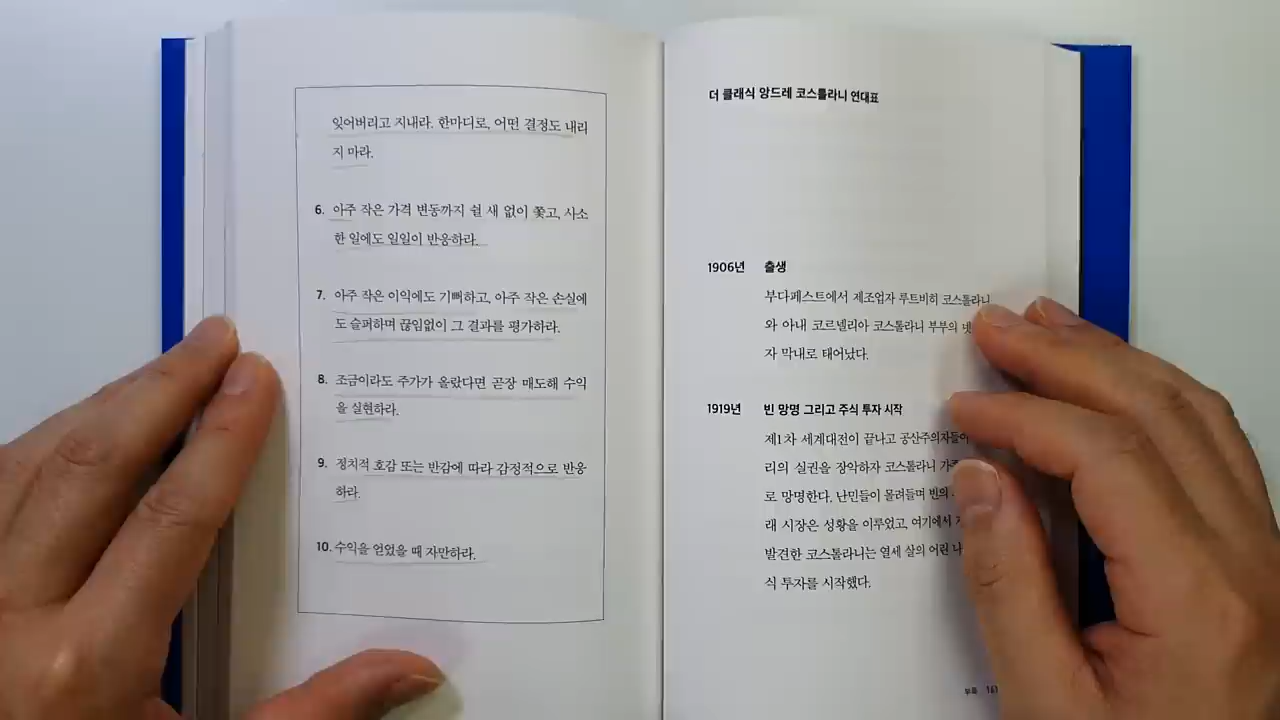 잊어버리고 지내라. 한마디로, 어떤 결정도 내리
지 마라.
6. 아주 작은 가격 변동까지 쉴 새 없이 쫓고, 사소
한 일에도 일일이 반응하라.
7. 아주 작은 이익에도 기뻐하고, 아주 작은 손실에
도 슬퍼하며 끊임없이 그 결과를 평가하라.
8. 조금이라도 주가가 올랐다면 곧장 매도해 수익
을 실현하라.
9. 정치적 호감 또는 반감에 따라 감정적으로 반응
하라.
10. 수익을 얻었을 때 자만하라.
더 클래식 앙드레 코스톨라니 연대표
1906년 출생
부다페스트에서 제조업자 루트비히 코스톨라니
와 아내 코르넬리아 코스톨라니 부부의
자 막내로 태어났다.
1919년 빈 망명 그리고 주식 투자 시작
제1차 세계대전이 끝나고 공산주의자들이
리의 실권을 장악하자 코스톨라니
로 망명한다. 난민들이 몰려들며 빈의
래 시장은 성황을 이루었고, 여기에서
발견한 코스톨라니는 열세 살의 어린
식 투자를 시작했다.
부록 161